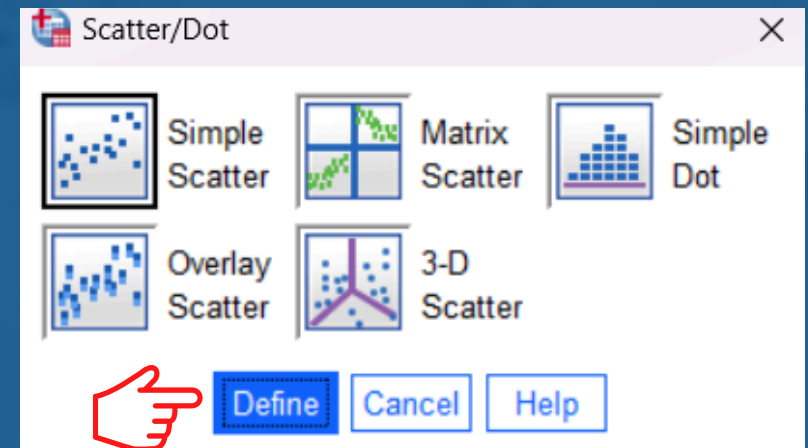 Scatter/Dot
Simple
Scatter
Matrix
Scatter
Simple
Dot
Overlay
Scatter
3-D
Scatter
Define
Cancel
Help